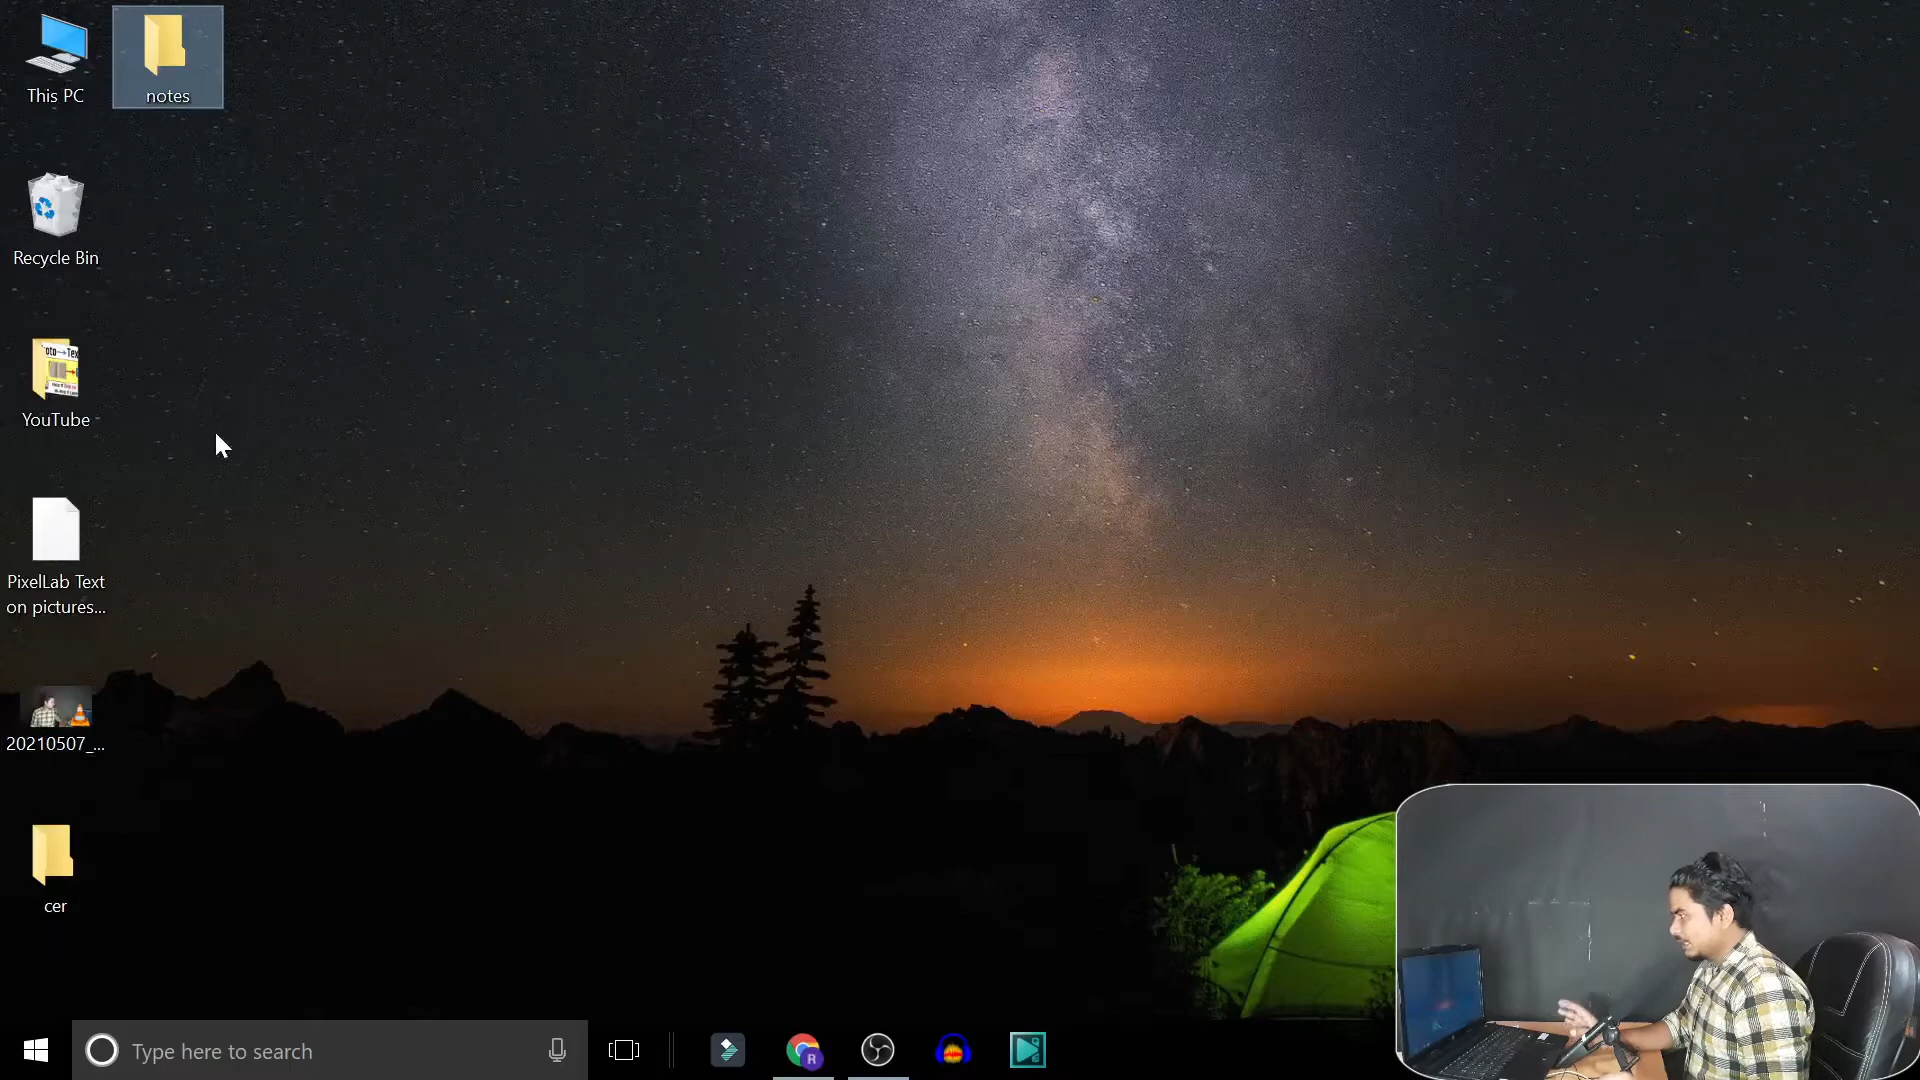 This PC
notes
Recycle Bin
YouTube
PixelLab Text
on pictures...
20210507_...
cer
Type here to search
R